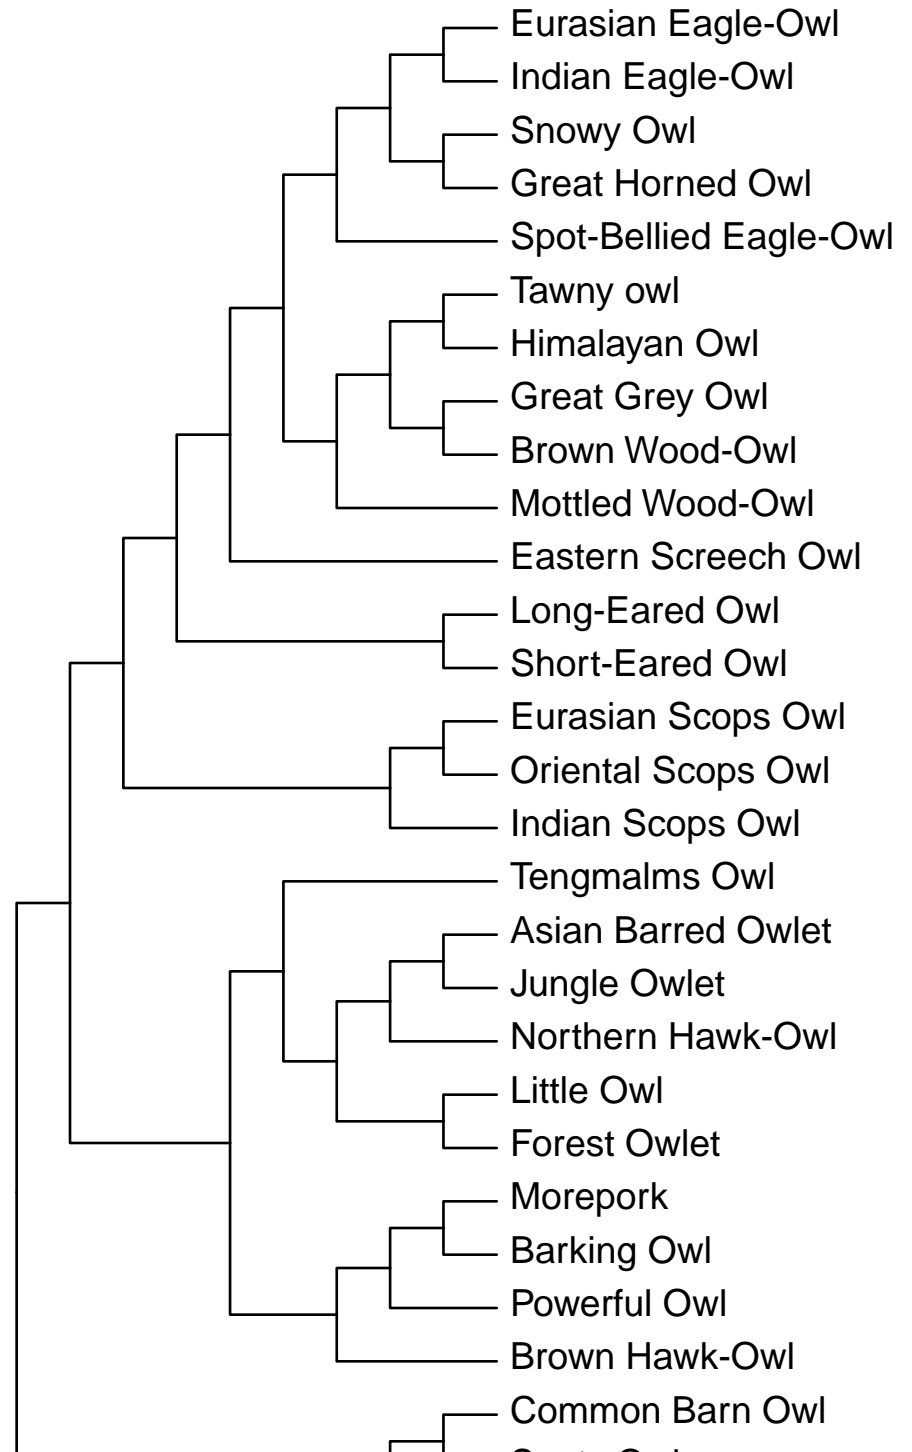 Eurasian Eagle-Owl
Indian Eagle-Owl
Snowy Owl
Great Horned Owl
Spot-Bellied Eagle-Owl
Tawny owl
Himalayan Owl
Great Grey Owl
Brown Wood-Owl
Mottled Wood-Owl
Eastern Screech Owl
Long-Eared Owl
Short-Eared Owl
Eurasian Scops Owl
Oriental Scops Owl
Indian Scops Owl
Tengmalms Owl
Asian Barred Owlet
Jungle Owlet
Northern Hawk-Owl
Little Owl
Forest Owlet
Morepork
Barking Owl
Powerful Owl
Brown Hawk-Owl
Common Barn Owl